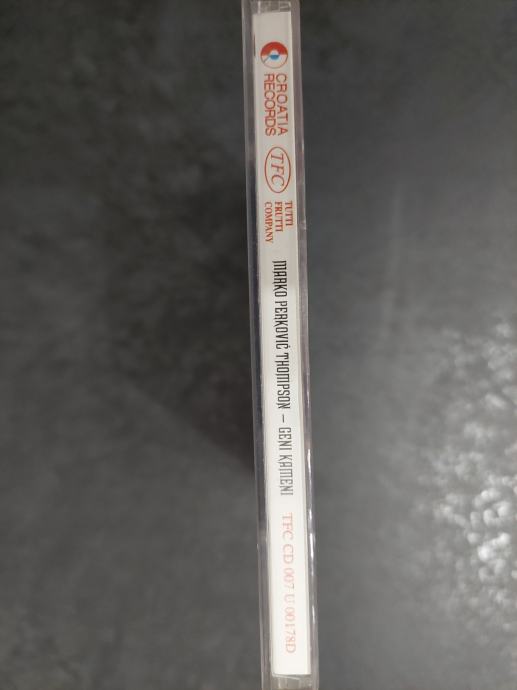 CROATIA
RECORDS
TFC
TUTTI
FRUTTI
COMPANY
MARKO PERKOVIĆ THOMPSON – GENI KAMENI
TFC CD 007 U 00178D